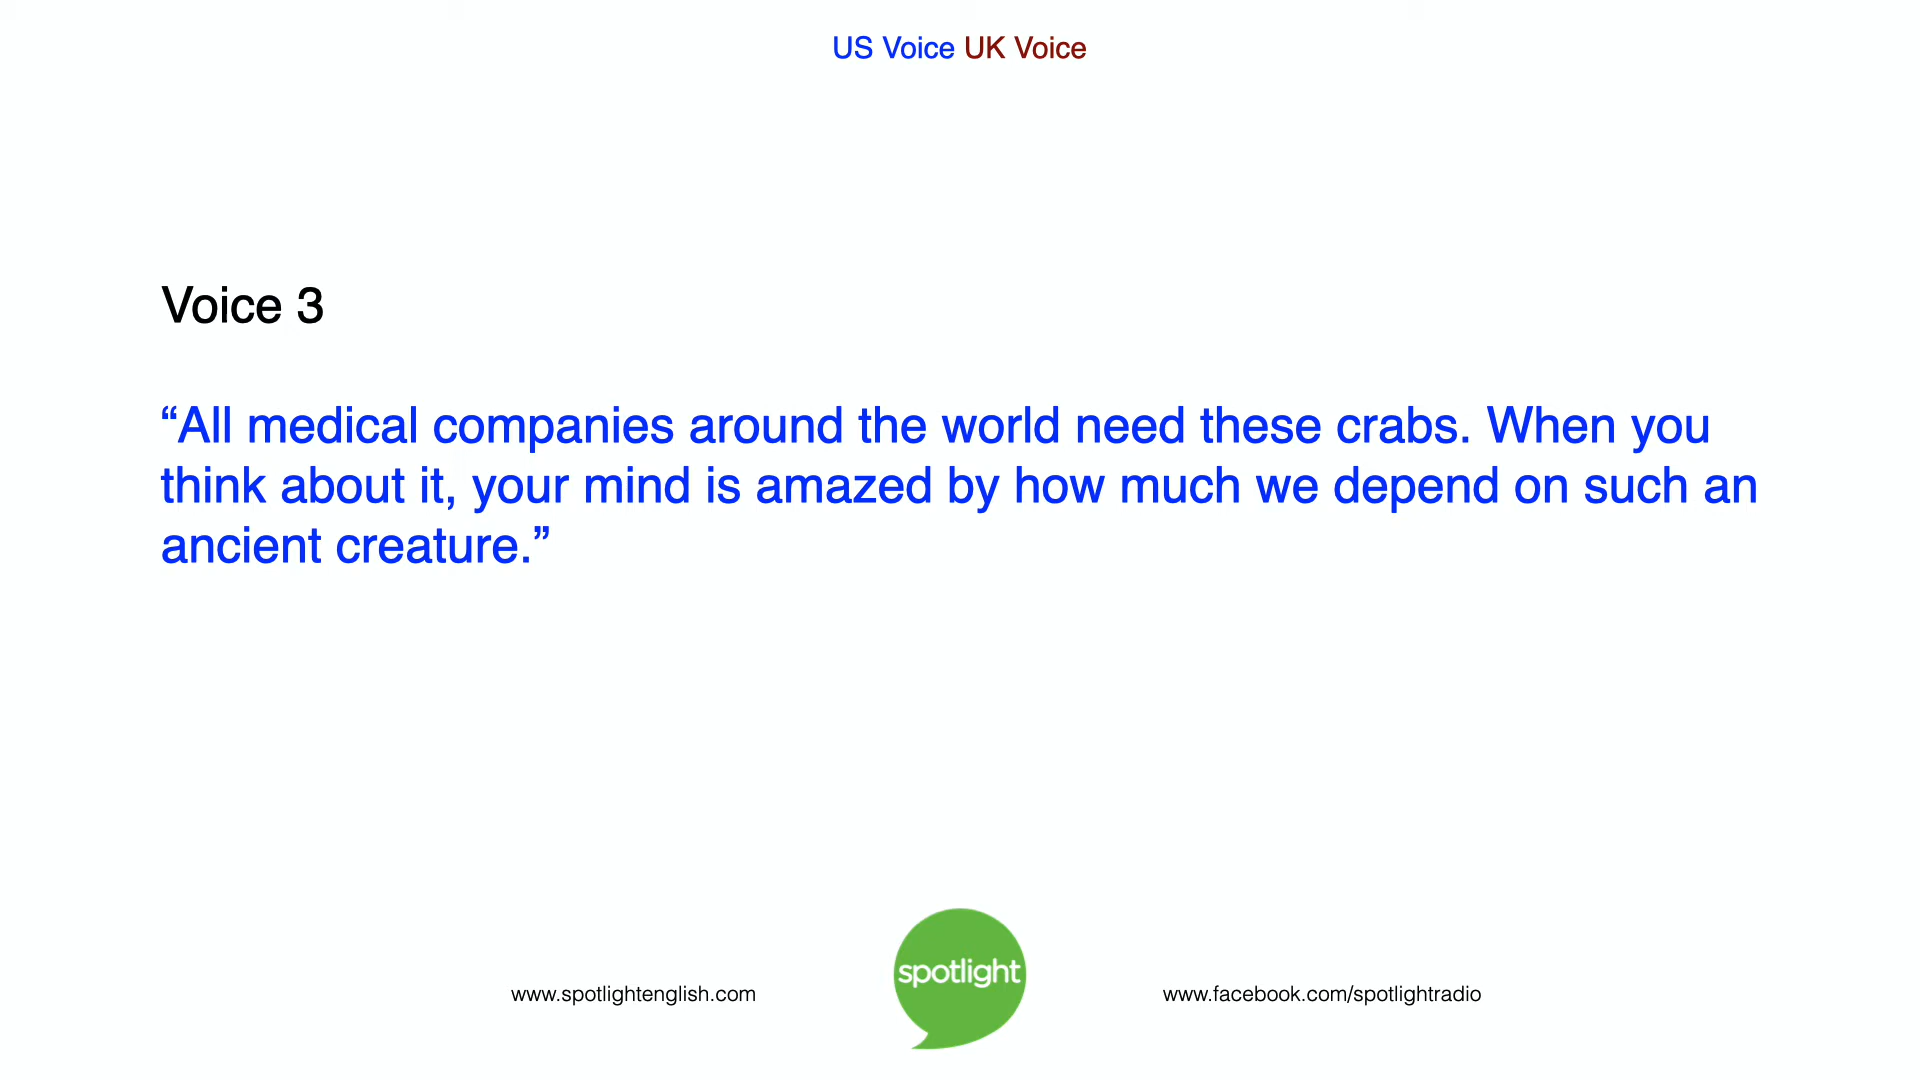 US Voice UK Voice
Voice 3
“All medical companies around the world need these crabs. When you
think about it, your mind is amazed by how much we depend on such an
ancient creature.”
spotlight
www.spotlightenglish.com
www.facebook.com/spotlightradio